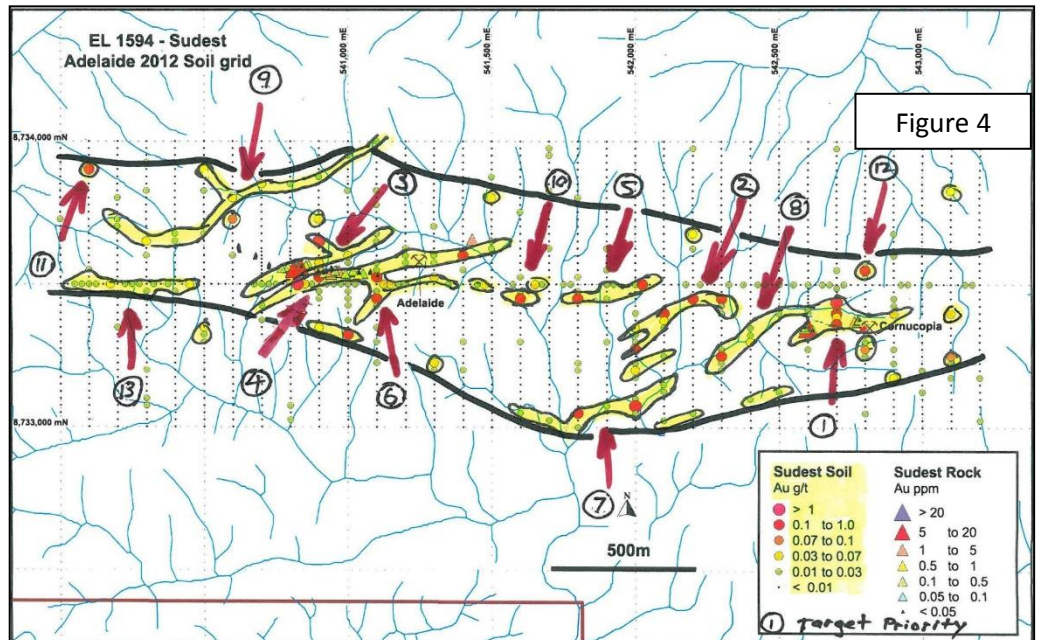 EL 1594 - Sudest
Adelaide 2012 Soil grid
541,000 mE
541,500 mE
542,000 mE
542,500 mE
543,000 mE
Figure 4
8,734,000 mN
9
3
10
5
2
8
12
11
Adelaide
Cornucopia
13
4
6
1
8,733,000 mN
7
N
500m
Sudest Soil
Au g/t
> 1
0.1 to 1.0
0.07 to 0.1
0.03 to 0.07
0.01 to 0.03
< 0.01
Sudest Rock
Au ppm
> 20
5 to 20
1 to 5
0.5 to 1
0.1 to 0.5
0.05 to 0.1
< 0.05
1 Target Priority